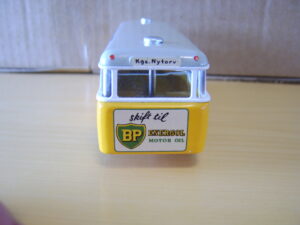 Kgs. Nytorv
skift til
BP ENERGOL
MOTOR OIL